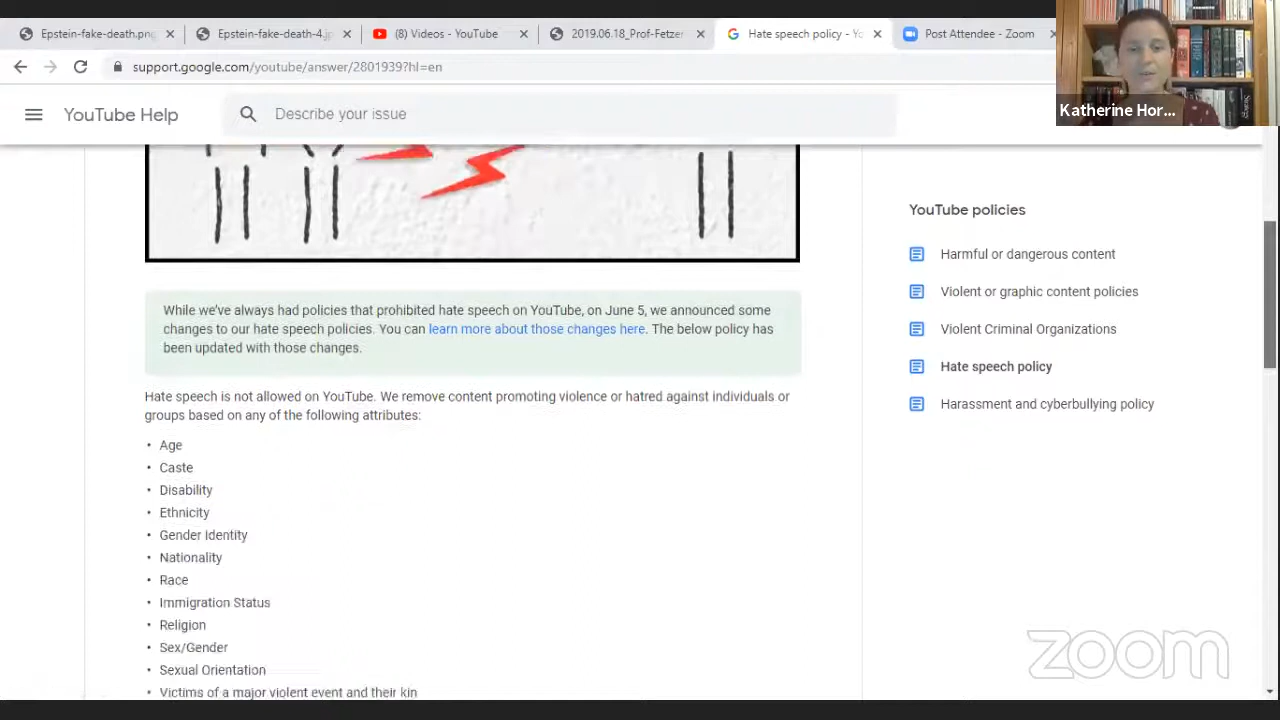 Epstein-fake-death.png
Epstein-fake-death-4.j
(8) Videos - YouTube
2019.06.18_Prof-Fetzer
Hate speech policy - Yo
Post Attendee - Zoom
support.google.com/youtube/answer/2801939?hl=en
Katherine Hor...
YouTube Help
Describe your issue
While we've always had policies that prohibited hate speech on YouTube, on June 5, we announced some
changes to our hate speech policies. You can learn more about those changes here. The below policy has
been updated with those changes.
Hate speech is not allowed on YouTube. We remove content promoting violence or hatred against individuals or
groups based on any of the following attributes:
• Age
• Caste
• Disability
• Ethnicity
• Gender Identity
• Nationality
• Race
• Immigration Status
• Religion
• Sex/Gender
• Sexual Orientation
• Victims of a major violent event and their kin
YouTube policies
Harmful or dangerous content
Violent or graphic content policies
Violent Criminal Organizations
Hate speech policy
Harassment and cyberbullying policy
zoom